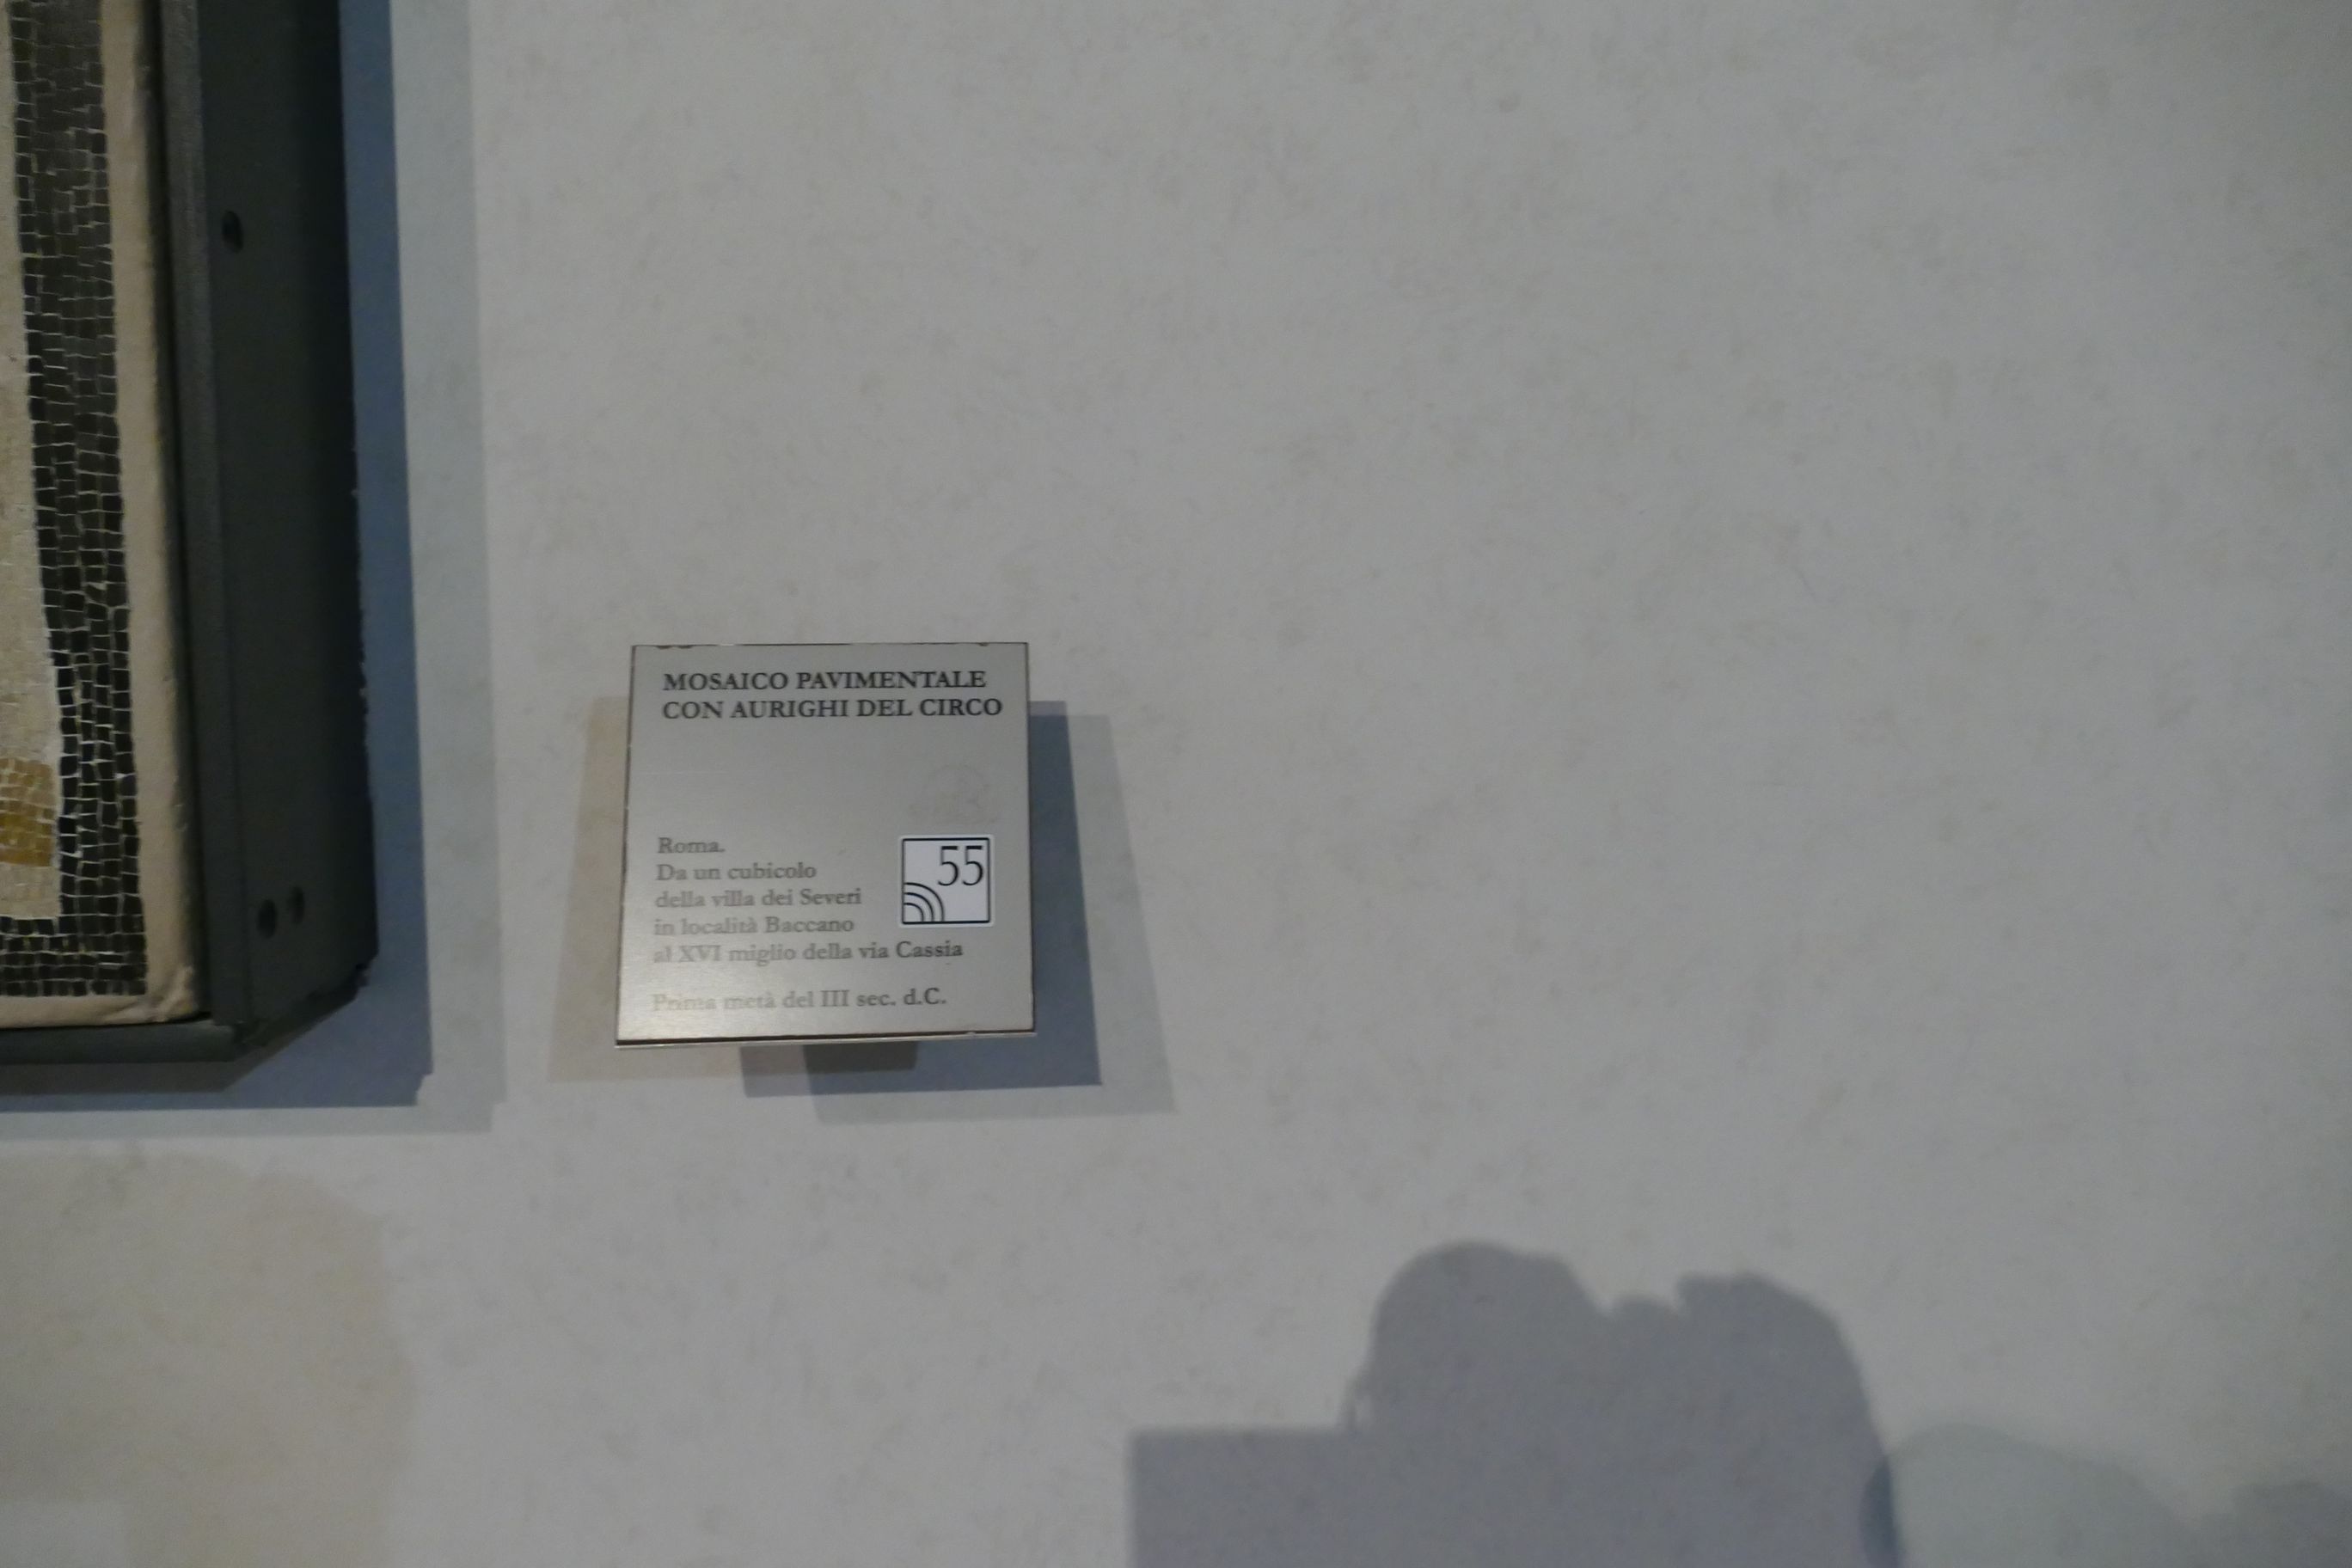 MOSAICO PAVIMENTALE
CON AURIGHI DEL CIRCO
Roma.
Da un cubicolo
della villa dei Severi
in località Baccano
al XVI miglio della via Cassia
Prima metà del III sec. d.C.
55